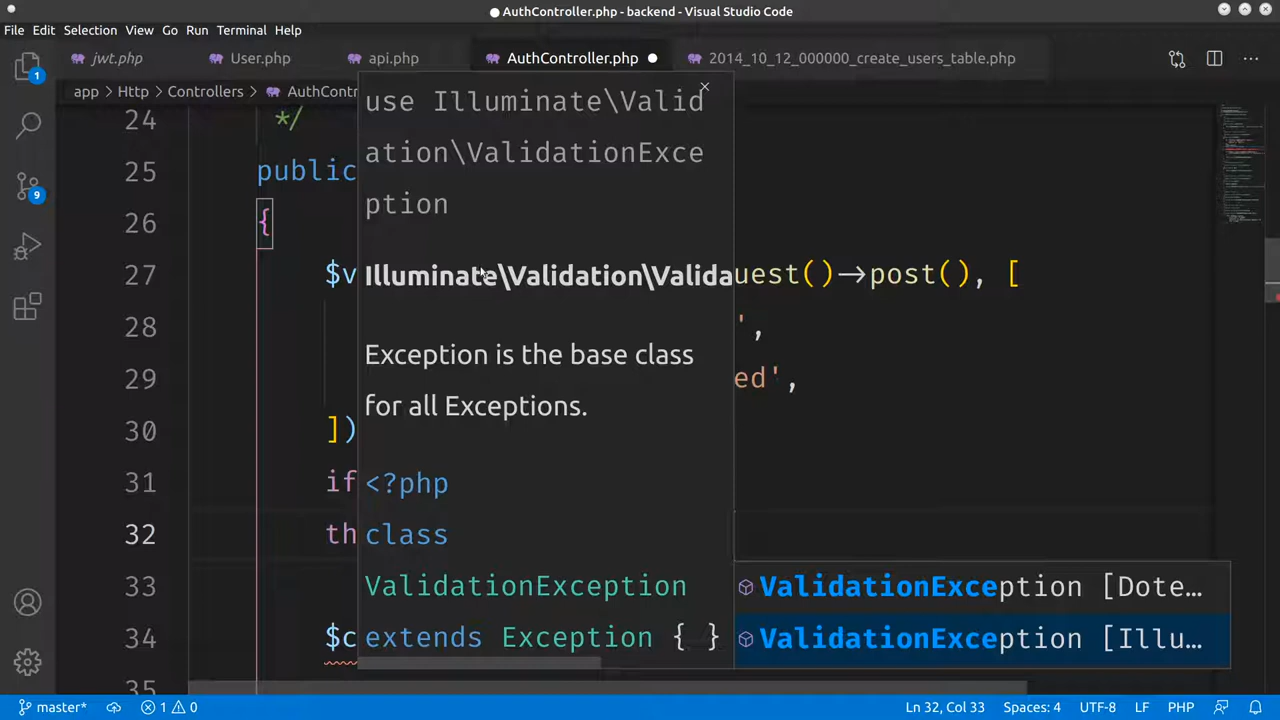 AuthController.php - backend - Visual Studio Code
File Edit Selection View Go Run Terminal Help
jwt.php User.php api.php AuthController.php 2014_10_12_000000_create_users_table.php
app > Http > Controllers > AuthContr
use Illuminate\Valid
ation\ValidationExce
ption
Illuminate\Validation\Valida
Exception is the base class
for all Exceptions.
<?php
class
ValidationException
extends Exception { }
24 */
25 public
26 {
27 $v uest()->post(), [
28 ',
29 ed',
30 ])
31 if
32 th
33
34 $c
35
ValidationException [Dote...
ValidationException [Illu...
1
9
master* 1 0 Ln 32, Col 33 Spaces: 4 UTF-8 LF PHP